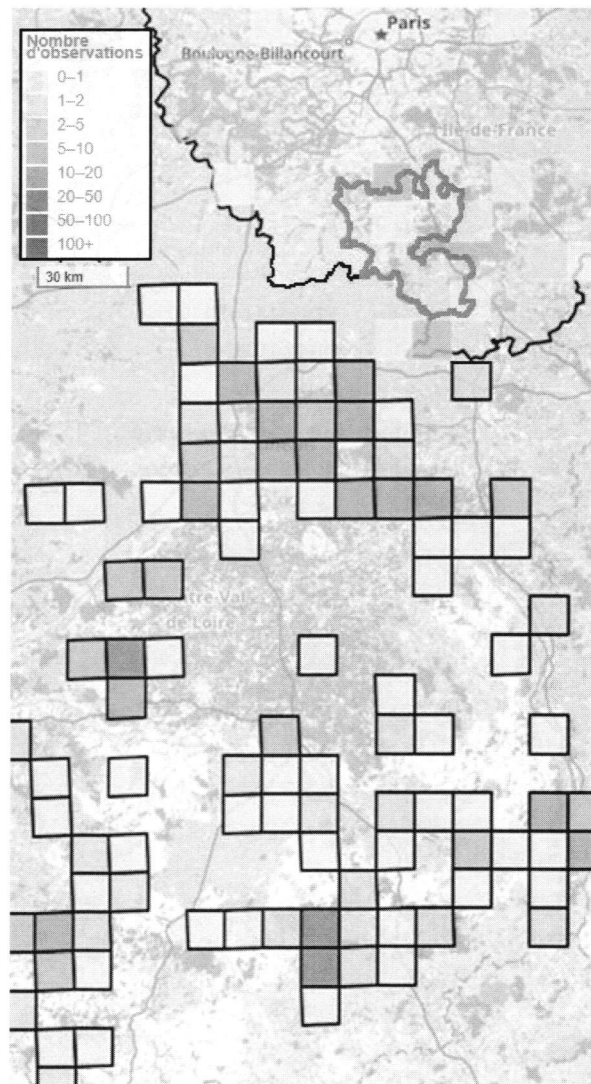 Paris
Boulogne-Billancourt
Île-de-France
Nombre
d'observations
0–1
1–2
2–5
5–10
10–20
20–50
50–100
100+
30 km
Centre-Val
de Loire